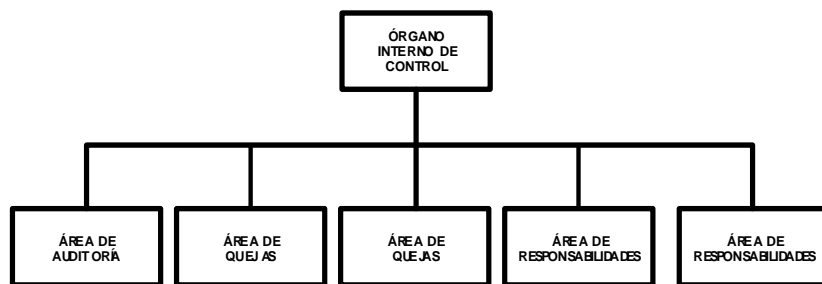 ÓRGANO
INTERNO DE
CONTROL
ÁREA DE
AUDITORÍA
ÁREA DE
QUEJAS
ÁREA DE
QUEJAS
ÁREA DE
RESPONSABILIDADES
ÁREA DE
RESPONSABILIDADES